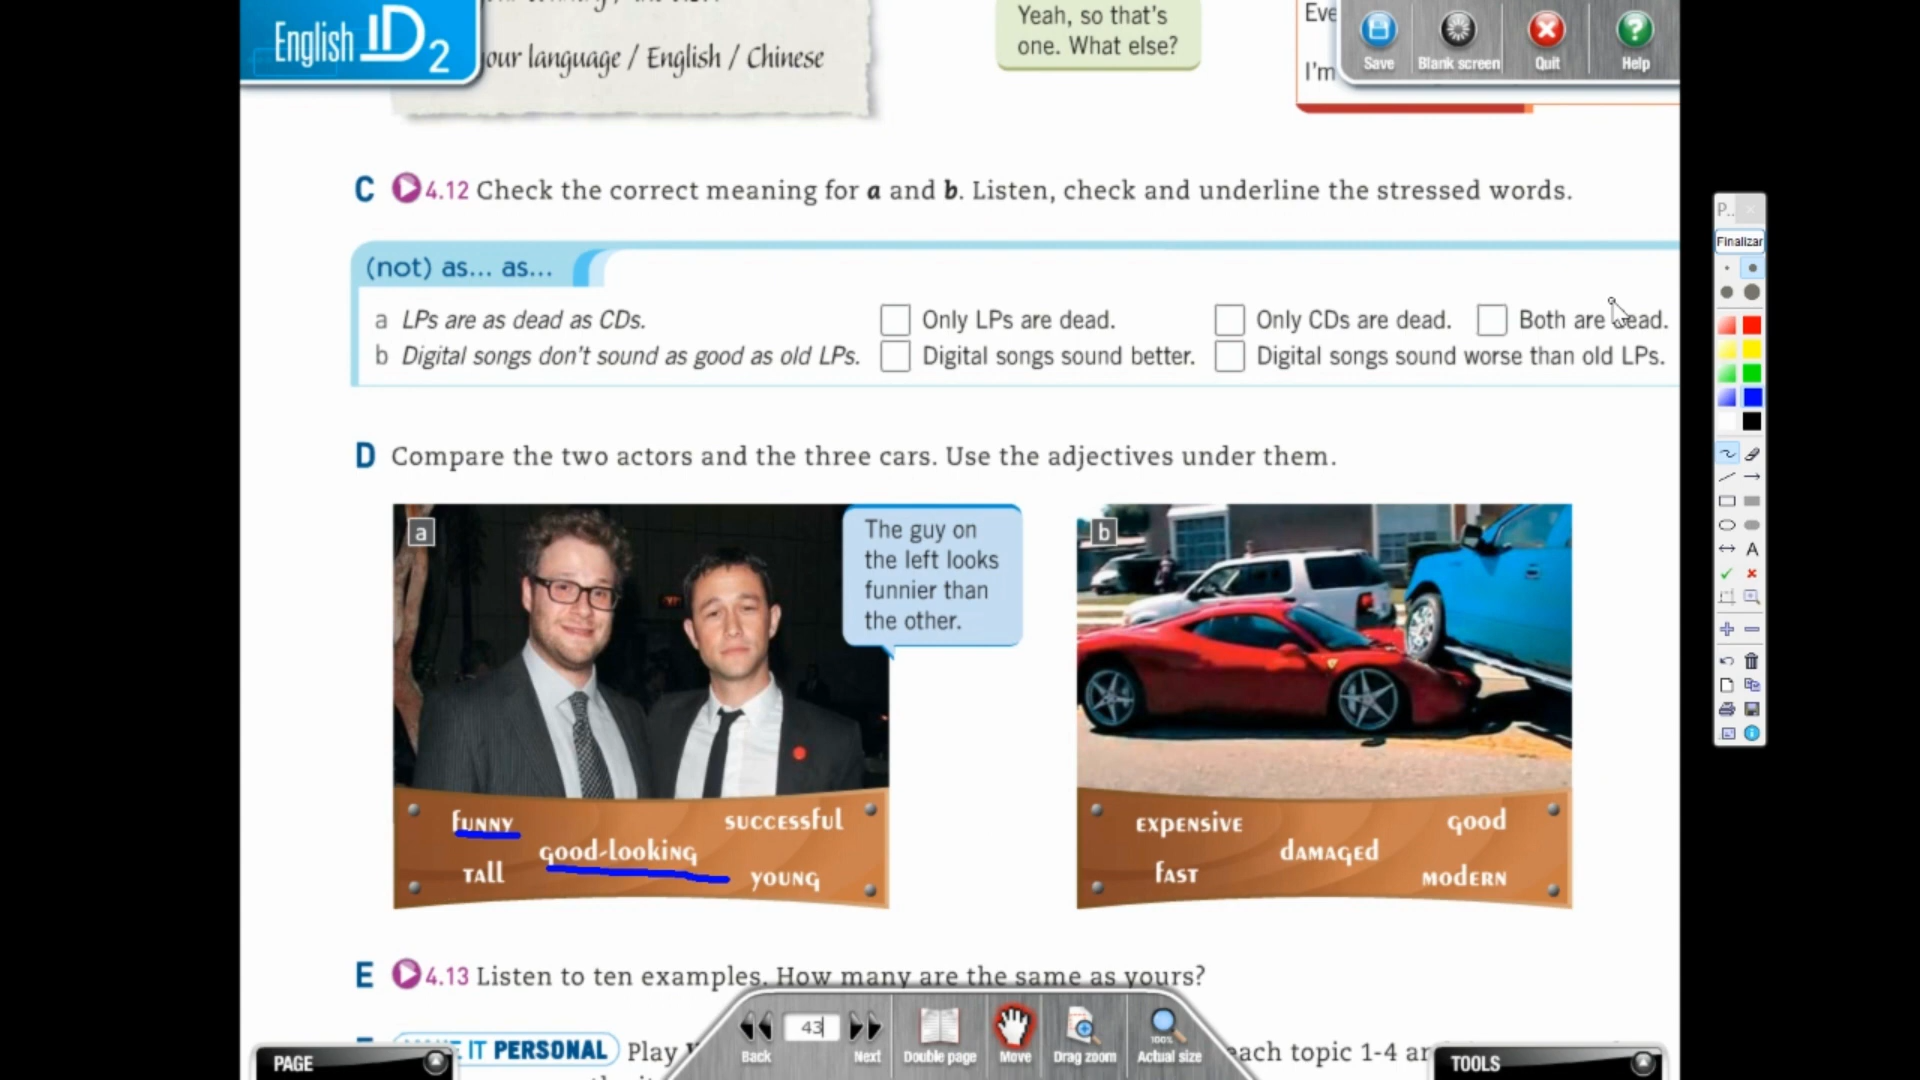 English ID 2
your language / English / Chinese
Yeah, so that's
one. What else?
Eve
I'm
Save
Blank screen
Quit
Help
C 4.12 Check the correct meaning for a and b. Listen, check and underline the stressed words.
(not) as... as...
a LPs are as dead as CDs. Only LPs are dead. Only CDs are dead. Both are dead.
b Digital songs don't sound as good as old LPs. Digital songs sound better. Digital songs sound worse than old LPs.
P..
Finalizar
A
D Compare the two actors and the three cars. Use the adjectives under them.
a
The guy on
the left looks
funnier than
the other.
b
funny
successful
good-looking
tall
young
expensive
good
damaged
fast
modern
E 4.13 Listen to ten examples. How many are the same as yours?
IT PERSONAL Play
each topic 1-4
Back
43
Next
Double page
Move
Drag zoom
100%
Actual size
PAGE
TOOLS